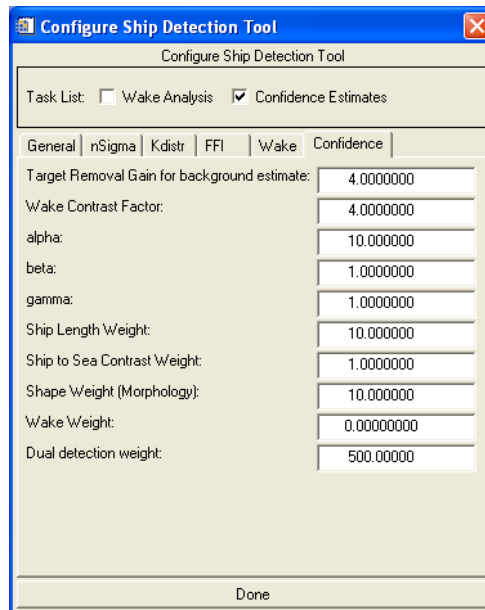 Configure Ship Detection Tool
Configure Ship Detection Tool
Task List: Wake Analysis Confidence Estimates
General nSigma Kdistr FFI Wake Confidence
Target Removal Gain for background estimate: 4.0000000
Wake Contrast Factor: 4.0000000
alpha: 10.000000
beta: 1.0000000
gamma: 1.0000000
Ship Length Weight: 10.000000
Ship to Sea Contrast Weight: 1.0000000
Shape Weight (Morphology): 10.000000
Wake Weight: 0.00000000
Dual detection weight: 500.00000
Done